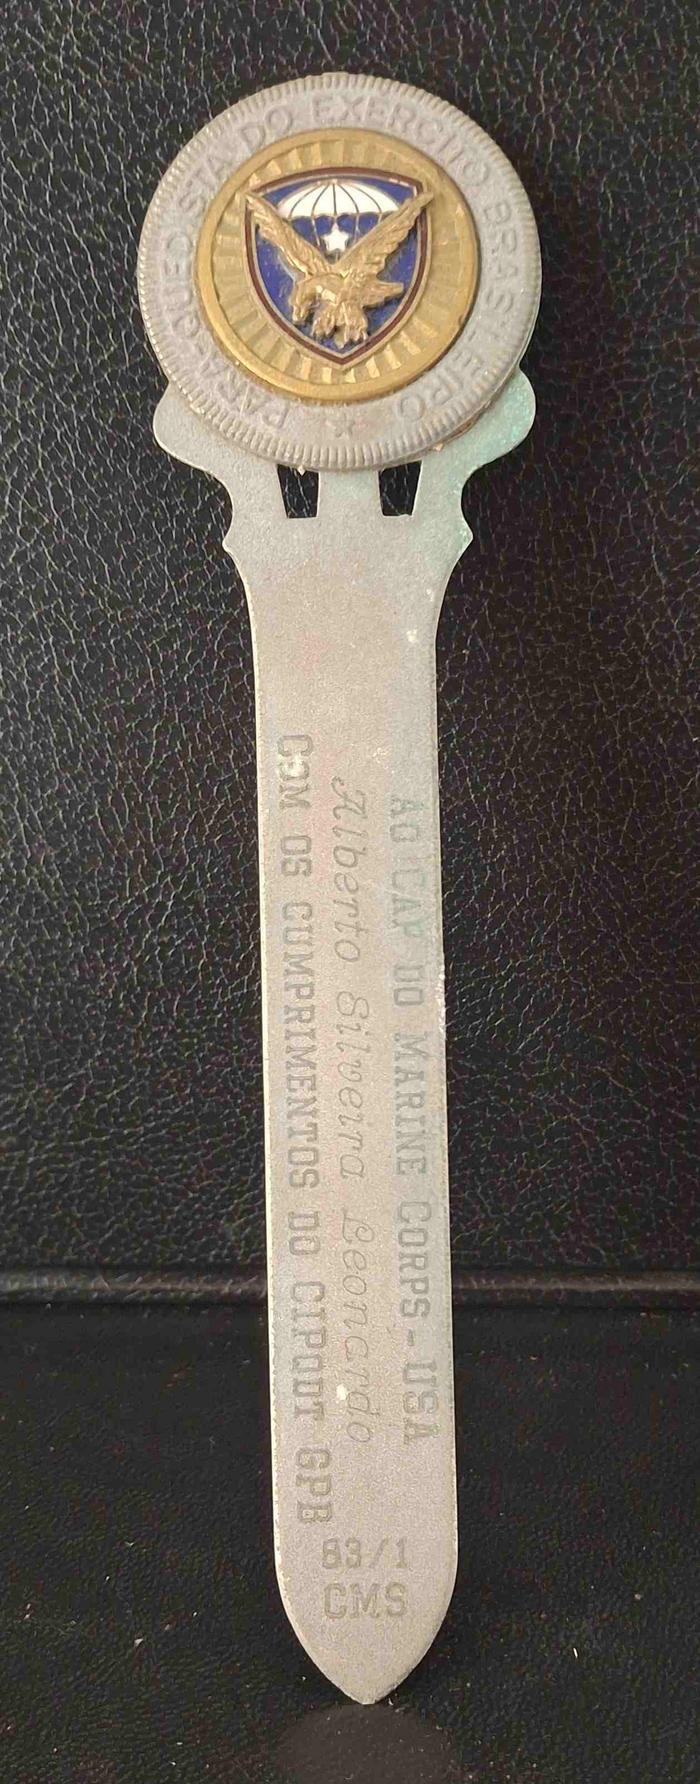 PARAQUEDISTA DO EXERCITO BRASILEIRO
AO CAP DO MARINE CORPS - USA
Alberto Silveira Leonardo
COM OS CUMPRIMENTOS DO CIPQDT GPB
83/1
CMS